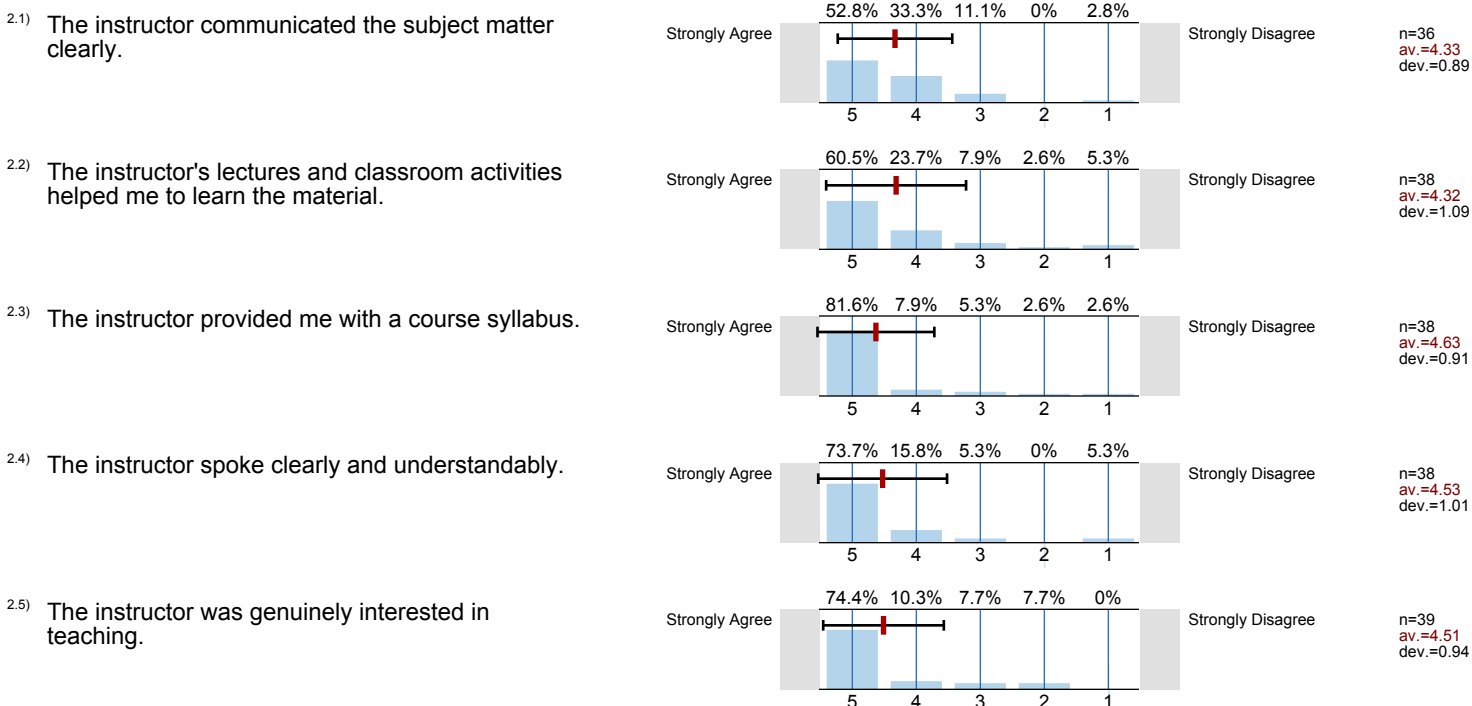 2.1) The instructor communicated the subject matter
clearly.
52.8% 33.3% 11.1% 0% 2.8%
Strongly Agree
Strongly Disagree
n=36
av.=4.33
dev.=0.89
5 4 3 2 1
2.2) The instructor's lectures and classroom activities
helped me to learn the material.
60.5% 23.7% 7.9% 2.6% 5.3%
Strongly Agree
Strongly Disagree
n=38
av.=4.32
dev.=1.09
5 4 3 2 1
2.3) The instructor provided me with a course syllabus.
81.6% 7.9% 5.3% 2.6% 2.6%
Strongly Agree
Strongly Disagree
n=38
av.=4.63
dev.=0.91
5 4 3 2 1
2.4) The instructor spoke clearly and understandably.
73.7% 15.8% 5.3% 0% 5.3%
Strongly Agree
Strongly Disagree
n=38
av.=4.53
dev.=1.01
5 4 3 2 1
2.5) The instructor was genuinely interested in
teaching.
74.4% 10.3% 7.7% 7.7% 0%
Strongly Agree
Strongly Disagree
n=39
av.=4.51
dev.=0.94
5 4 3 2 1